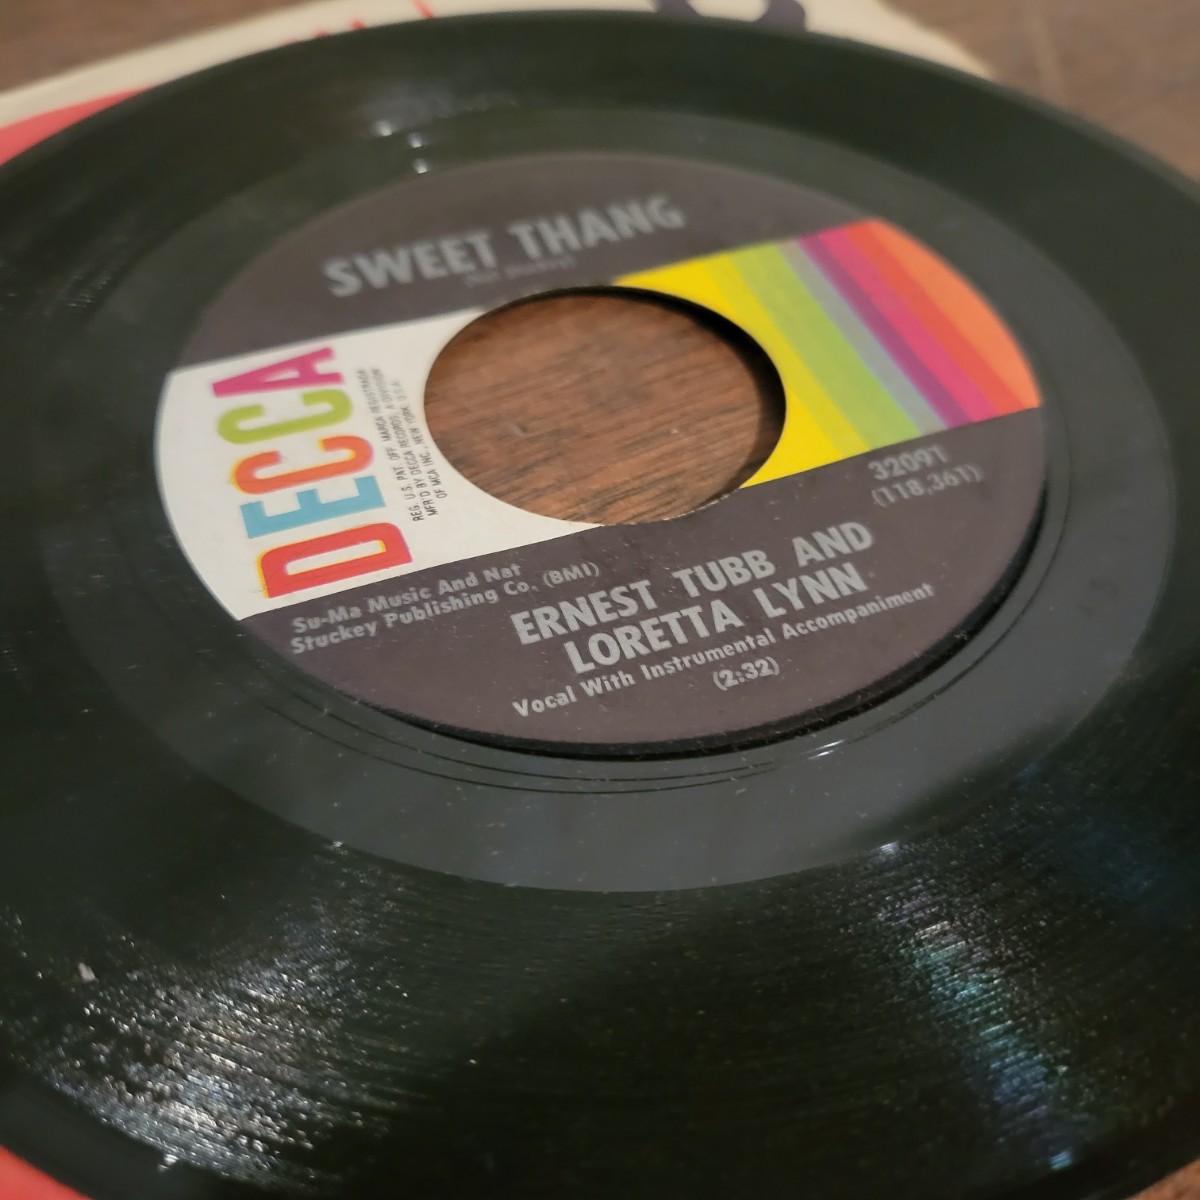 SWEET THANG
DECCA
REG. U.S. PAT. OFF. MARCA REGISTRADA
MFR'D BY DECCA RECORDS, A DIVISION
OF MCA INC., NEW YORK, U.S.A.
32091
(118,361)
Su-Ma Music And Nat
Stuckey Publishing Co. (BMI)
ERNEST TUBB AND
LORETTA LYNN
Vocal With Instrumental Accompaniment
(2:32)